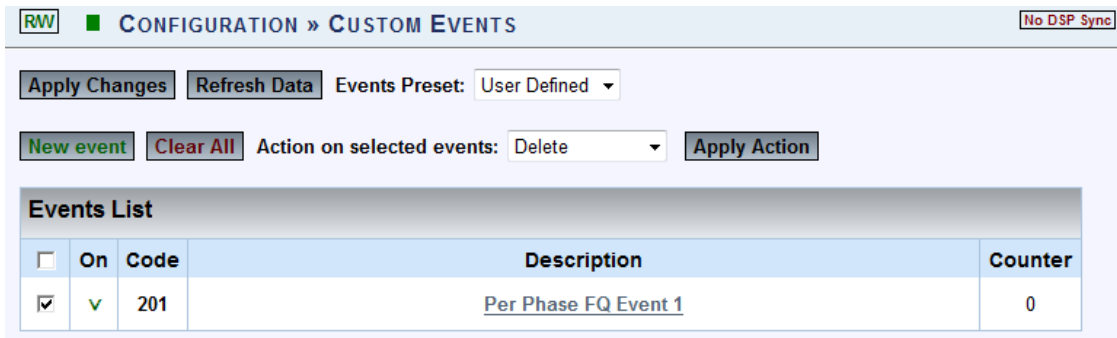 RW CONFIGURATION » CUSTOM EVENTS No DSP Sync
Apply Changes Refresh Data Events Preset: User Defined
New event Clear All Action on selected events: Delete Apply Action
Events List
On Code Description Counter
v 201 Per Phase FQ Event 1 0